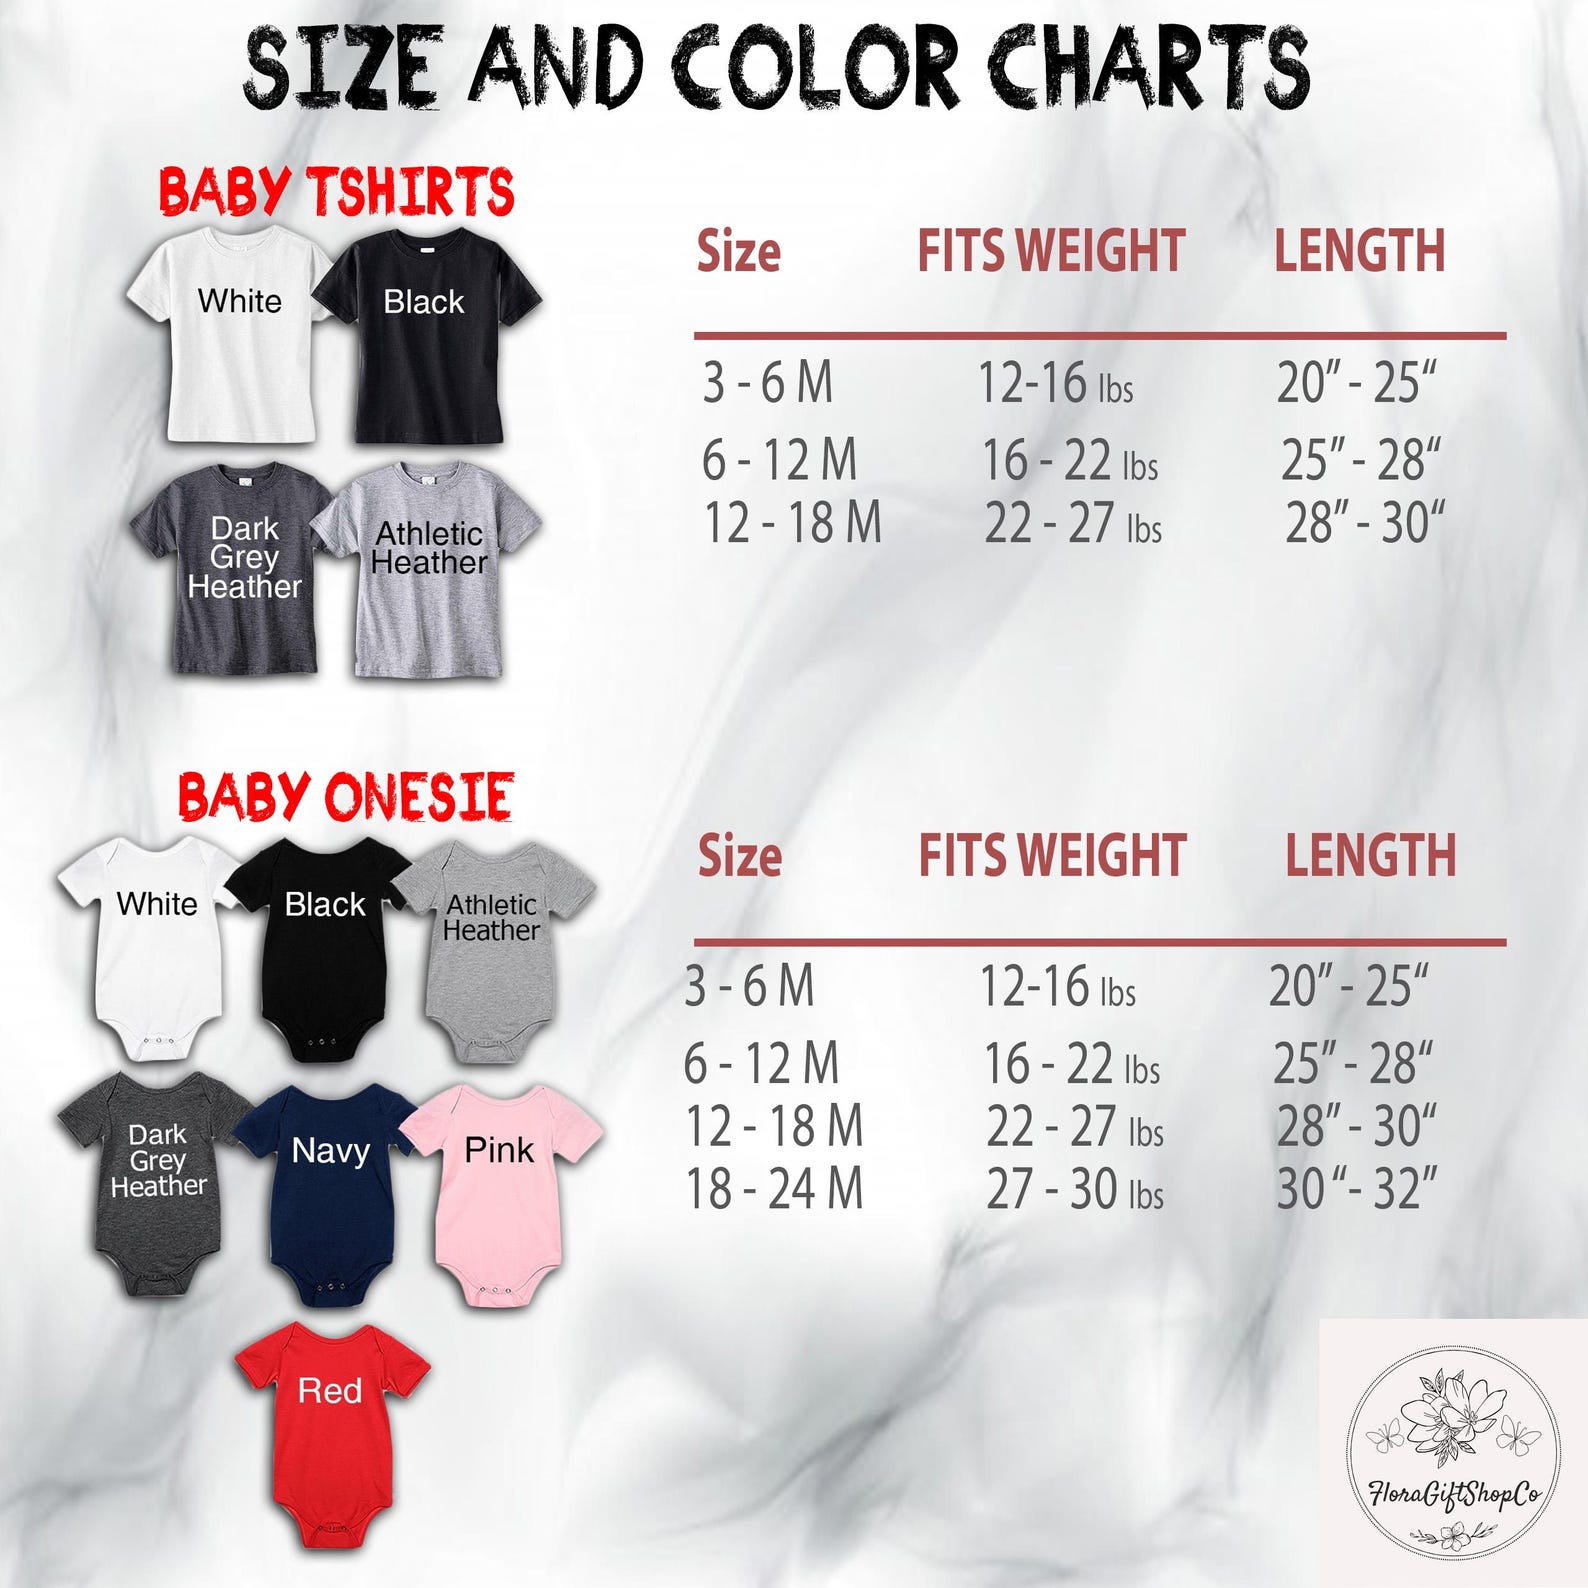 SIZE AND COLOR CHARTS
BABY TSHIRTS
White
Black
Dark
Grey
Heather
Athletic
Heather
Size FITS WEIGHT LENGTH
3 - 6 M 12-16 lbs 20” - 25“
6 - 12 M 16 - 22 lbs 25” - 28“
12 - 18 M 22 - 27 lbs 28” - 30“
BABY ONESIE
White
Black
Athletic
Heather
Dark
Grey
Heather
Navy
Pink
Red
Size FITS WEIGHT LENGTH
3 - 6 M 12-16 lbs 20” - 25“
6 - 12 M 16 - 22 lbs 25” - 28“
12 - 18 M 22 - 27 lbs 28” - 30“
18 - 24 M 27 - 30 lbs 30 “- 32”
FloraGiftShopCo